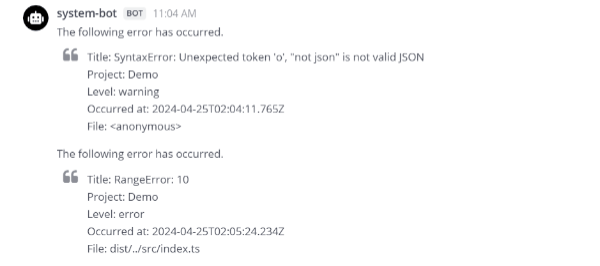 system-bot BOT 11:04 AM
The following error has occurred.
Title: SyntaxError: Unexpected token 'o', "not json" is not valid JSON
Project: Demo
Level: warning
Occurred at: 2024-04-25T02:04:11.765Z
File: <anonymous>
The following error has occurred.
Title: RangeError: 10
Project: Demo
Level: error
Occurred at: 2024-04-25T02:05:24.234Z
File: dist/../src/index.ts